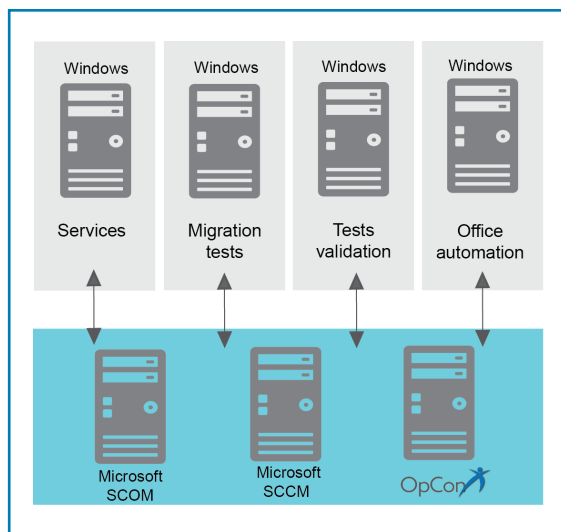 Windows
Windows
Windows
Windows
Services
Migration
tests
Tests
validation
Office
automation
Microsoft
SCOM
Microsoft
SCCM
OpCon